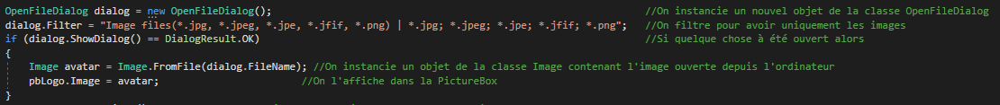 OpenFileDialog dialog = new OpenFileDialog(); //On instancie un nouvel objet de la classe OpenFileDialog
dialog.Filter = "Image files(*.jpg, *.jpeg, *.jpe, *.jfif, *.png) | *.jpg; *.jpeg; *.jpe; *.jfif; *.png"; //On filtre pour avoir uniquement les images
if (dialog.ShowDialog() == DialogResult.OK) //Si quelque chose à été ouvert alors
{
Image avatar = Image.FromFile(dialog.FileName); //On instancie un objet de la classe Image contenant l'image ouverte depuis l'ordinateur
pbLogo.Image = avatar; //On l'affiche dans la PictureBox
}